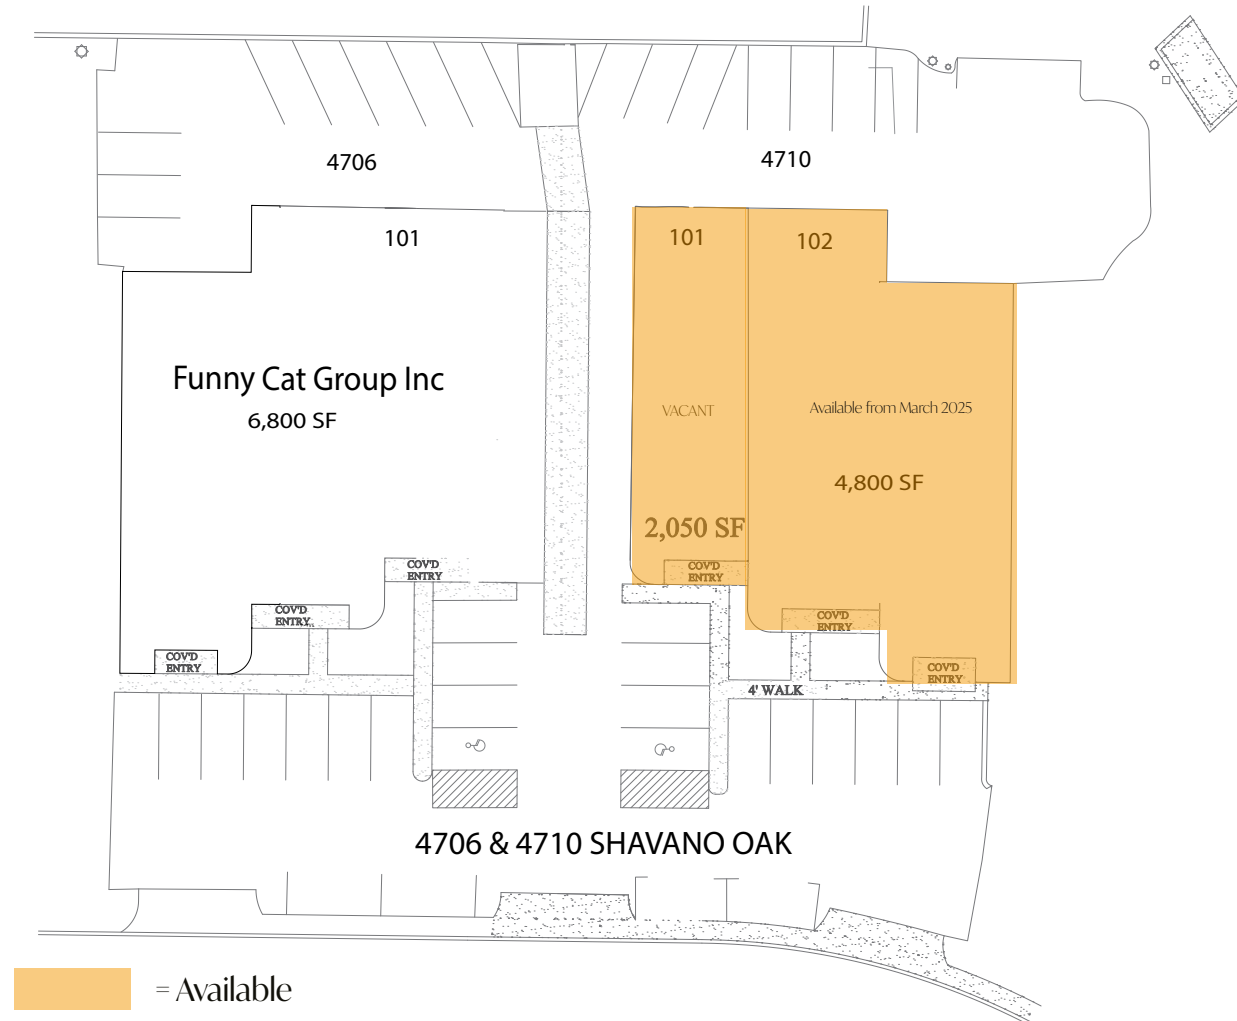 4706
4710
101
101
102
Funny Cat Group Inc
6,800 SF
VACANT
Available from March 2025
4,800 SF
2,050 SF
COV'D
ENTRY
COV'D
ENTRY
COV'D
ENTRY
COV'D
ENTRY
COV'D
ENTRY
COV'D
ENTRY
4' WALK
4706 & 4710 SHAVANO OAK
= Available